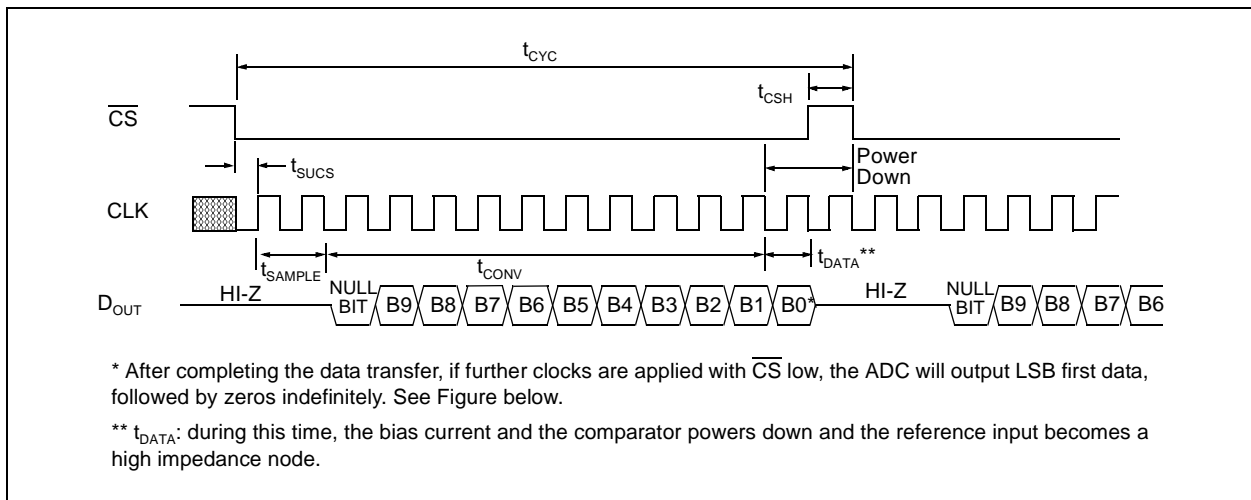 tCYC
tCSH
CS
tSUCS
Power
Down
CLK
tSAMPLE
tCONV
tDATA**
DOUT
HI-Z
NULL
BIT
B9
B8
B7
B6
B5
B4
B3
B2
B1
B0*
HI-Z
NULL
BIT
B9
B8
B7
B6
* After completing the data transfer, if further clocks are applied with CS low, the ADC will output LSB first data,
followed by zeros indefinitely. See Figure below.
** tDATA: during this time, the bias current and the comparator powers down and the reference input becomes a
high impedance node.